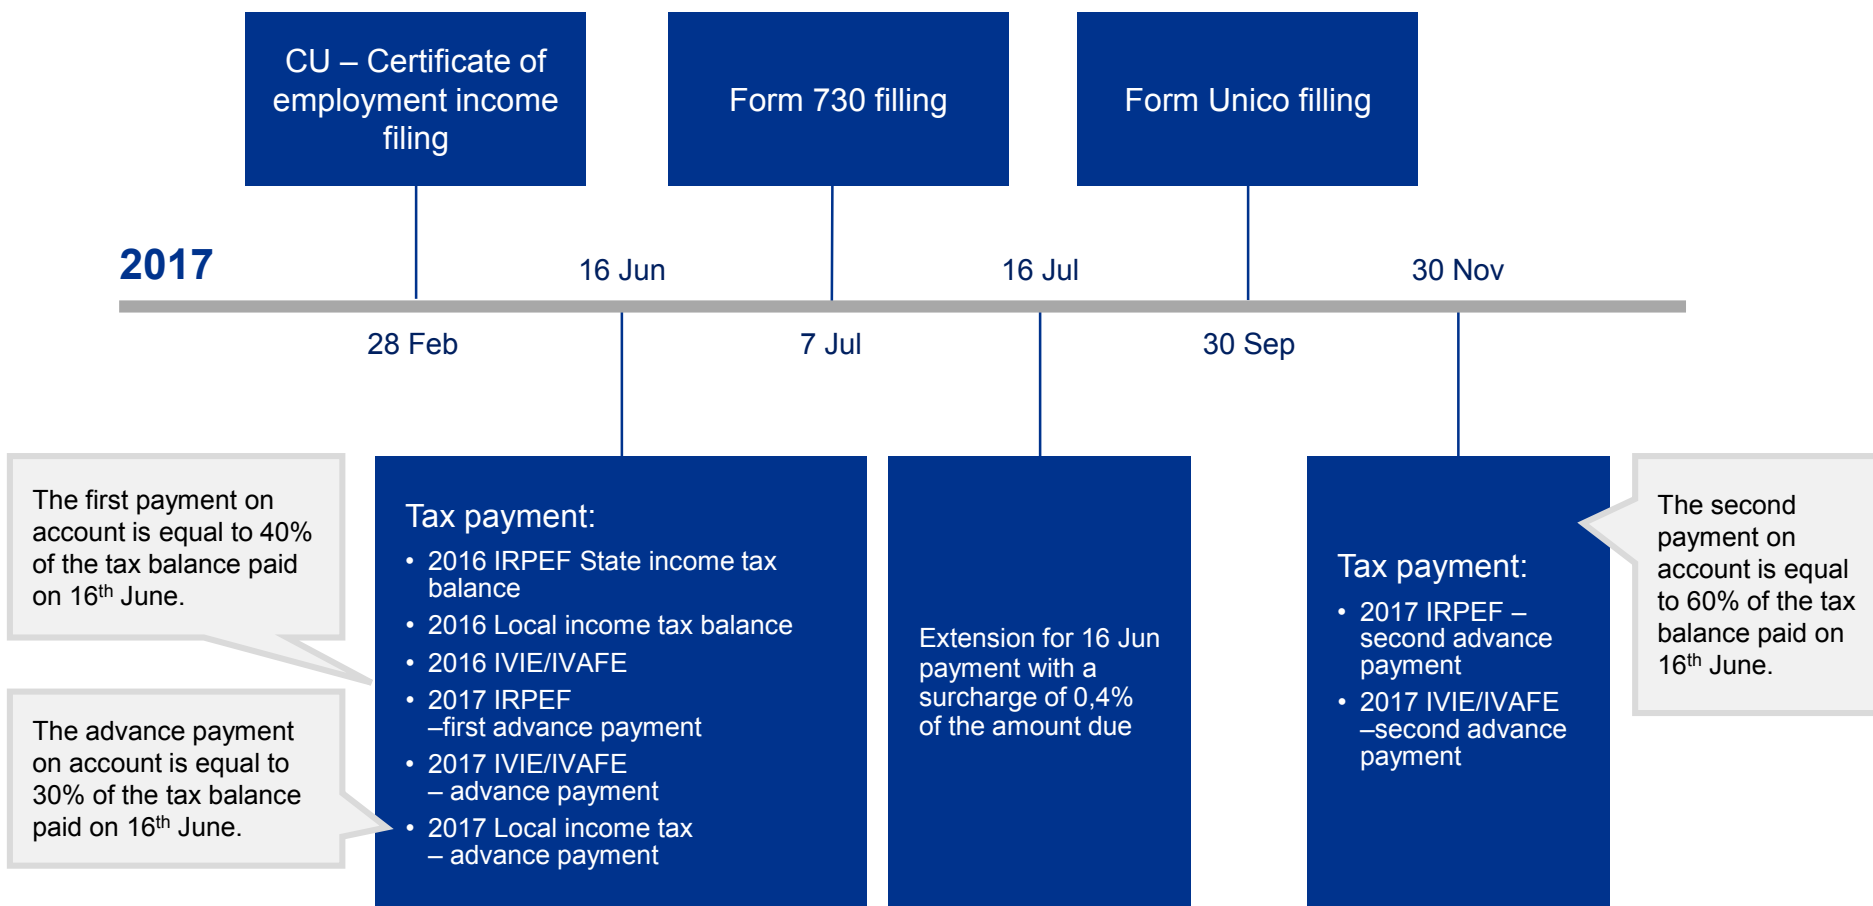 CU – Certificate of
employment income
filing
Form 730 filling
Form Unico filling
2017
16 Jun
16 Jul
30 Nov
28 Feb
7 Jul
30 Sep
The first payment on
account is equal to 40%
of the tax balance paid
on 16th June.
The advance payment
on account is equal to
30% of the tax balance
paid on 16th June.
Tax payment:
• 2016 IRPEF State income tax
balance
• 2016 Local income tax balance
• 2016 IVIE/IVAFE
• 2017 IRPEF
–first advance payment
• 2017 IVIE/IVAFE
– advance payment
• 2017 Local income tax
– advance payment
Extension for 16 Jun
payment with a
surcharge of 0,4%
of the amount due
Tax payment:
• 2017 IRPEF –
second advance
payment
• 2017 IVIE/IVAFE
–second advance
payment
The second
payment on
account is equal
to 60% of the tax
balance paid on
16th June.